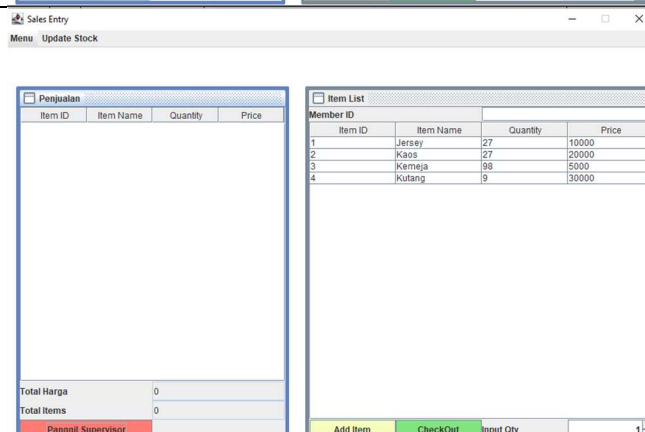 Sales Entry
Menu Update Stock
Penjualan
Item ID Item Name Quantity Price
Total Harga 0
Total Items 0
Panggil Supervisor
Item List
Member ID
Item ID Item Name Quantity Price
1 Jersey 27 10000
2 Kaos 27 20000
3 Kemeja 98 5000
4 Kutang 9 30000
Add Item CheckOut Input Qty 1